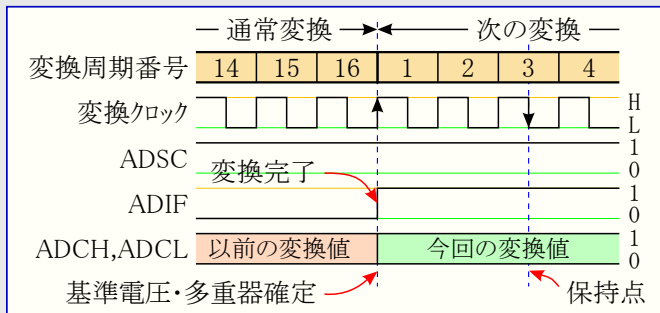 通常変換 次の変換
変換周期番号 14 15 16 1 2 3 4
変換クロック H L
ADSC 1 0
変換完了
ADIF 1 0
ADCH,ADCL 以前の変換値 今回の変換値 1 0
基準電圧・多重器確定 保持点